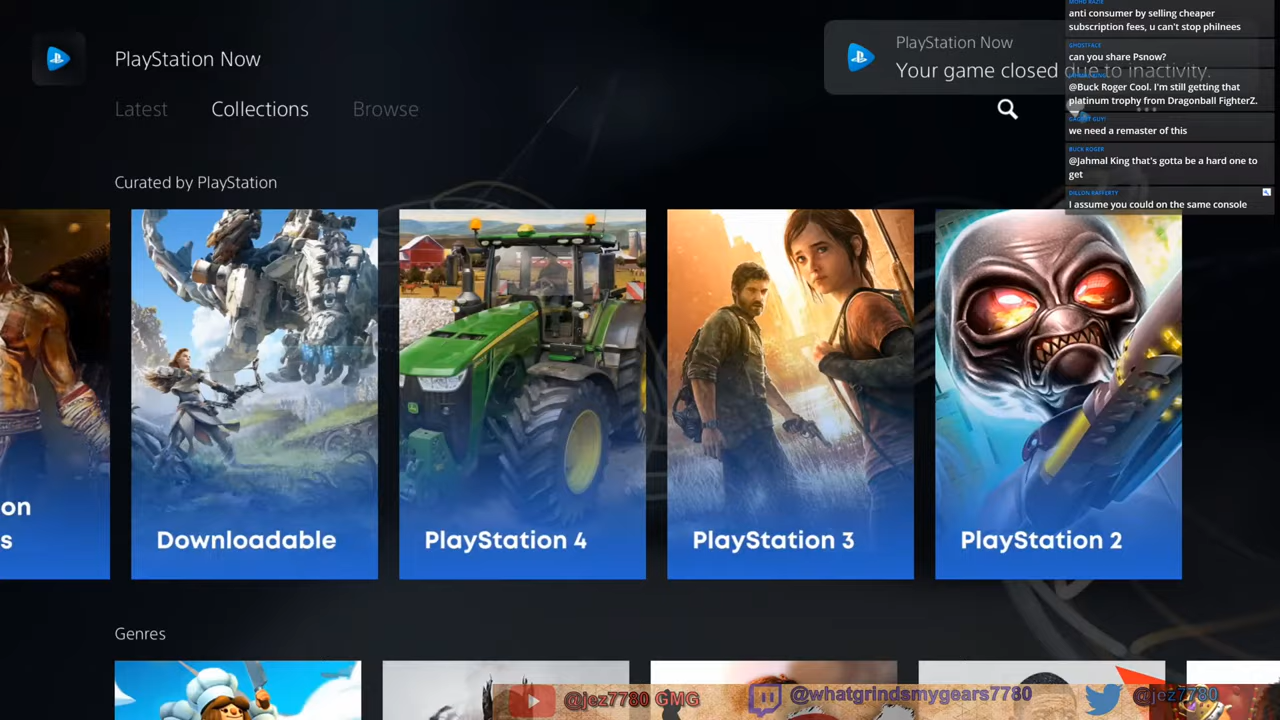 PlayStation Now
PlayStation Now
Your game closed due to inactivity.
Latest
Collections
Browse
anti consumer by selling cheaper
subscription fees, u can't stop philnees
GHOSTFACE
can you share Psnow?
@Buck Roger Cool. I'm still getting that
platinum trophy from Dragonball FighterZ.
we need a remaster of this
BUCK ROGER
@Jahmal King that's gotta be a hard one to
get
DILLON RAFFERTY
I assume you could on the same console
Curated by PlayStation
on
s
Downloadable
PlayStation 4
PlayStation 3
PlayStation 2
Genres
@jez7780 GMG
@whatgrindsmygears7780
@jez7780